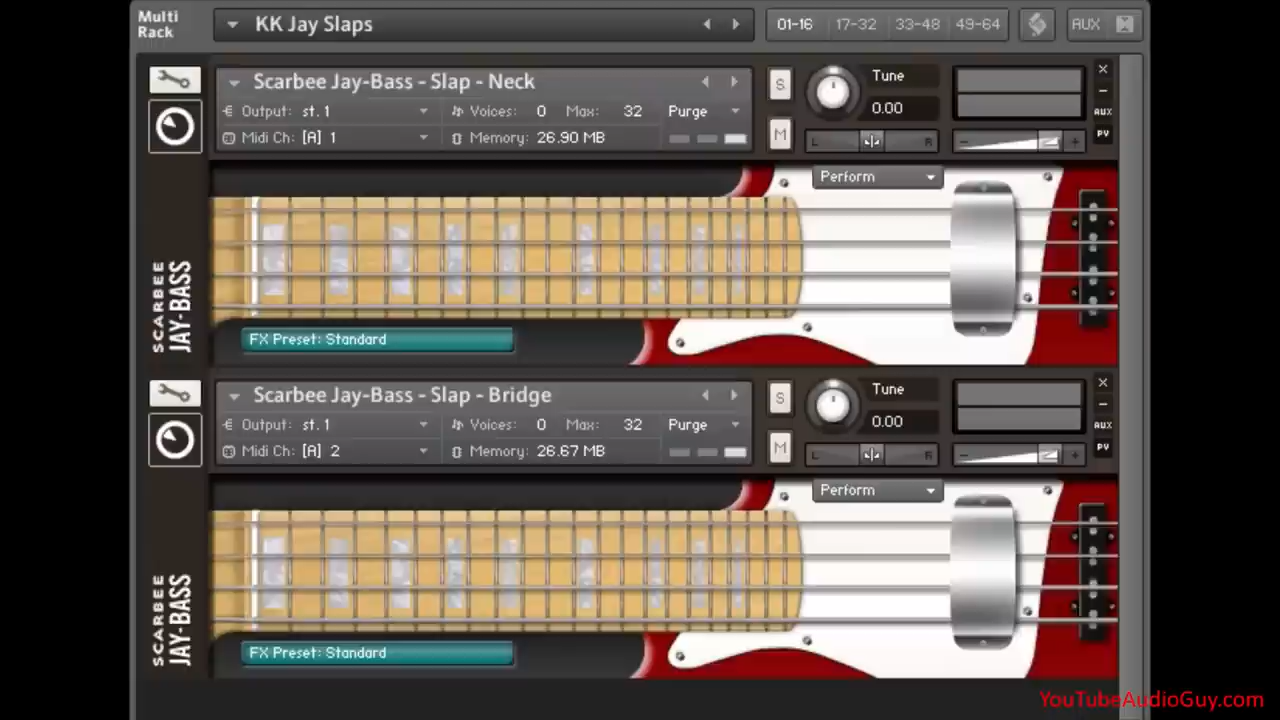 Multi
Rack
KK Jay Slaps
01-16 17-32 33-48 49-64
AUX
Scarbee Jay-Bass - Slap - Neck
Output: st. 1
Voices: 0 Max: 32 Purge
Midi Ch: [A] 1
Memory: 26.90 MB
S
M
Tune
0.00
L R
- +
AUX
PV
Perform
SCARBEE
JAY-BASS
FX Preset: Standard
Scarbee Jay-Bass - Slap - Bridge
Output: st. 1
Voices: 0 Max: 32 Purge
Midi Ch: [A] 2
Memory: 26.67 MB
S
M
Tune
0.00
L R
- +
AUX
PV
Perform
SCARBEE
JAY-BASS
FX Preset: Standard
YouTubeAudioGuy.com